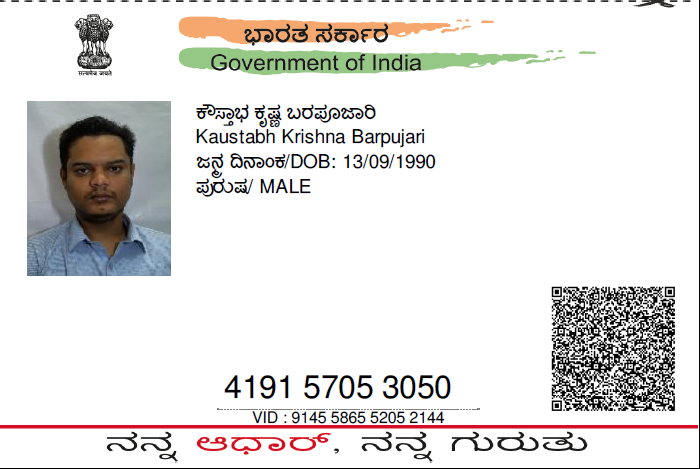 ಭಾರತ ಸರ್ಕಾರ
Government of India
सत्यमेव जयते
ಕೌಸ್ತಾಭ ಕೃಷ್ಣ ಬರಪೂಜಾರಿ
Kaustabh Krishna Barpujari
ಜನ್ಮ ದಿನಾಂಕ/DOB: 13/09/1990
ಪುರುಷ/ MALE
4191 5705 3050
VID : 9145 5865 5205 2144
ನನ್ನ ಆಧಾರ್, ನನ್ನ ಗುರುತು